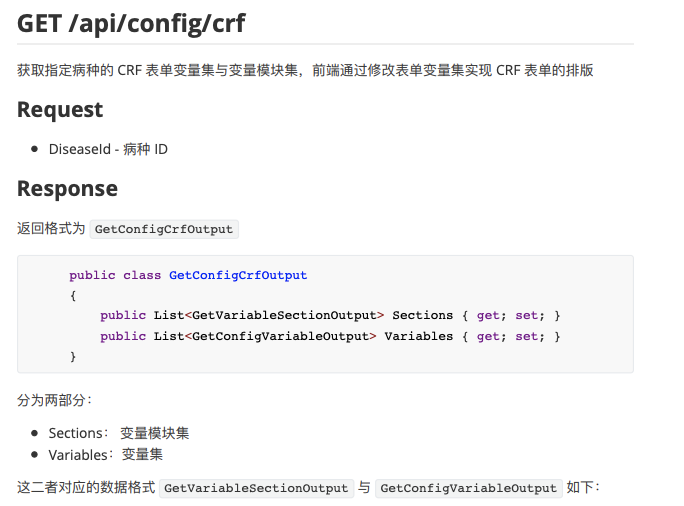 GET /api/config/crf
获取指定病种的 CRF 表单变量集与变量模块集，前端通过修改表单变量集实现 CRF 表单的排版
Request
• DiseaseId - 病种 ID
Response
返回格式为 GetConfigCrfOutput
public class GetConfigCrfOutput
{
public List<GetVariableSectionOutput> Sections { get; set; }
public List<GetConfigVariableOutput> Variables { get; set; }
}
分为两部分：
• Sections： 变量模块集
• Variables：变量集
这二者对应的数据格式 GetVariableSectionOutput 与 GetConfigVariableOutput 如下：